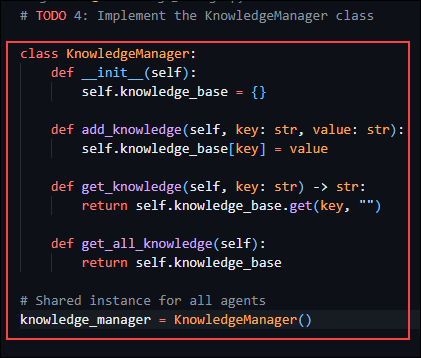 # TODO 4: Implement the KnowledgeManager class
class KnowledgeManager:
    def __init__(self):
        self.knowledge_base = {}
    def add_knowledge(self, key: str, value: str):
        self.knowledge_base[key] = value
    def get_knowledge(self, key: str) -> str:
        return self.knowledge_base.get(key, "")
    def get_all_knowledge(self):
        return self.knowledge_base
# Shared instance for all agents
knowledge_manager = KnowledgeManager()